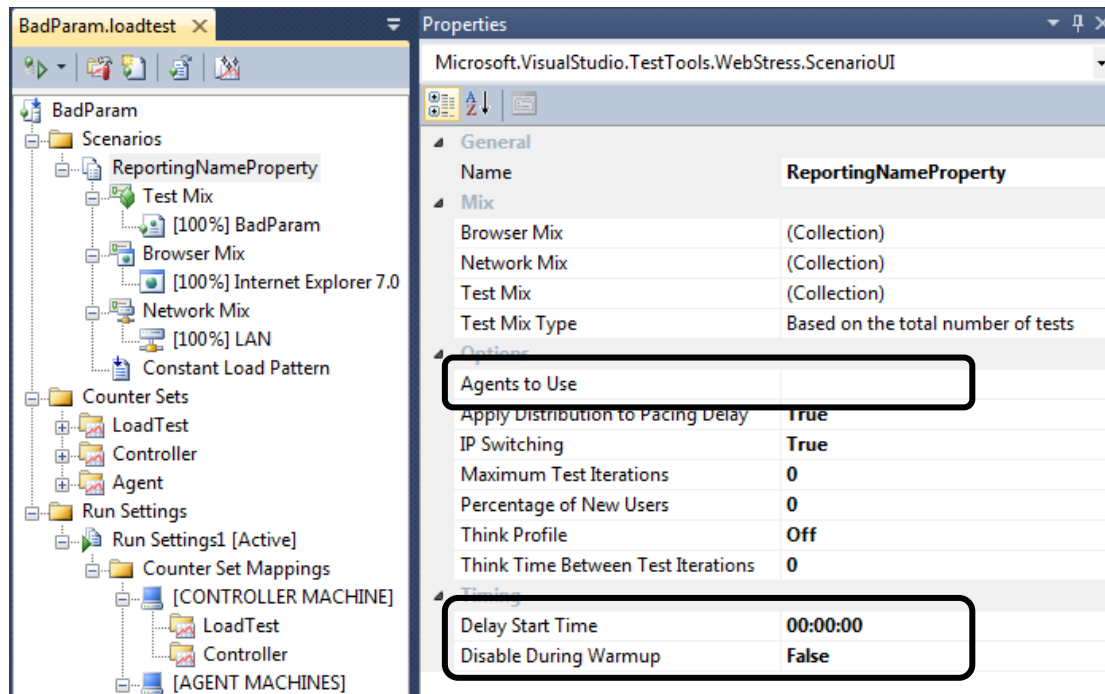 BadParam.loadtest
BadParam
Scenarios
ReportingNameProperty
Test Mix
[100%] BadParam
Browser Mix
[100%] Internet Explorer 7.0
Network Mix
[100%] LAN
Constant Load Pattern
Counter Sets
LoadTest
Controller
Agent
Run Settings
Run Settings1 [Active]
Counter Set Mappings
[CONTROLLER MACHINE]
LoadTest
Controller
[AGENT MACHINES]
Properties
Microsoft.VisualStudio.TestTools.WebStress.ScenarioUI
General
Name ReportingNameProperty
Mix
Browser Mix (Collection)
Network Mix (Collection)
Test Mix (Collection)
Test Mix Type Based on the total number of tests
Options
Agents to Use
Apply Distribution to Pacing Delay True
IP Switching True
Maximum Test Iterations 0
Percentage of New Users 0
Think Profile Off
Think Time Between Test Iterations 0
Timing
Delay Start Time 00:00:00
Disable During Warmup False